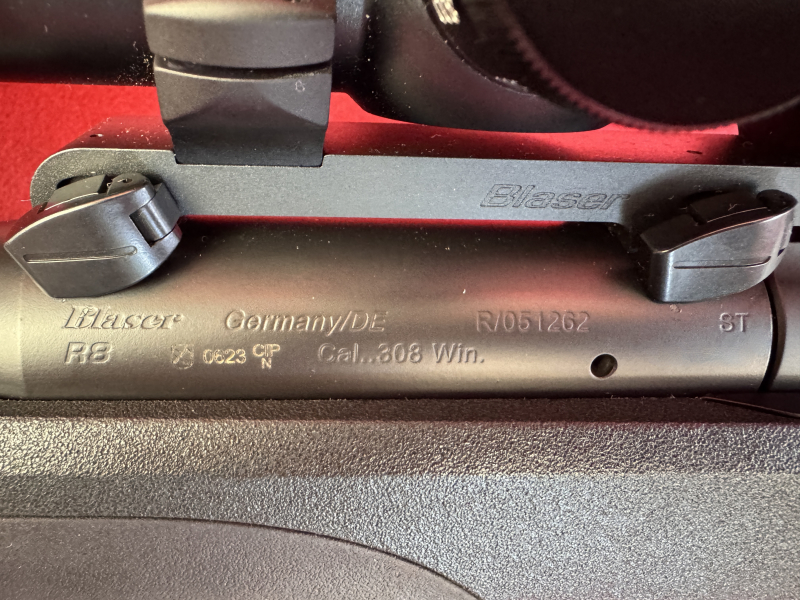 Blaser
Blaser Germany/DE R/051262 ST
R8 0623 CIP N Cal..308 Win.